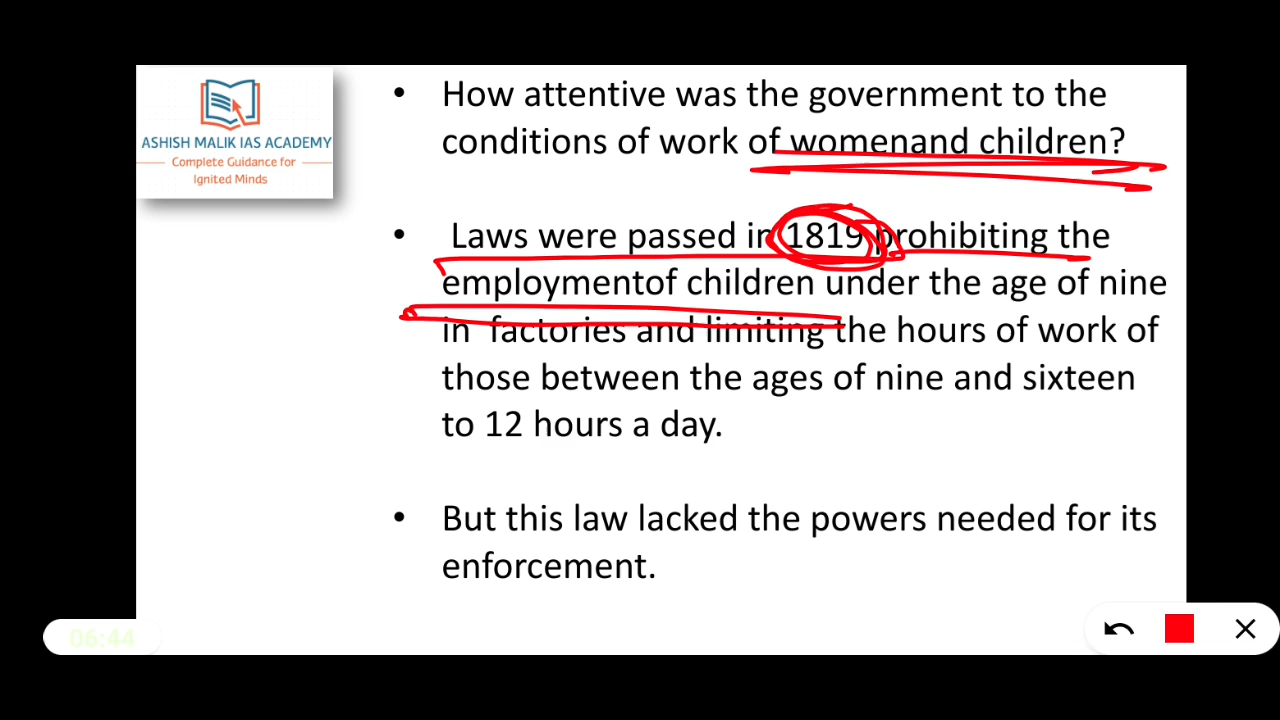 ASHISH MALIK IAS ACADEMY
Complete Guidance for
Ignited Minds
• How attentive was the government to the
conditions of work of womenand children?
• Laws were passed in 1819 prohibiting the
employmentof children under the age of nine
in factories and limiting the hours of work of
those between the ages of nine and sixteen
to 12 hours a day.
• But this law lacked the powers needed for its
enforcement.
06:44